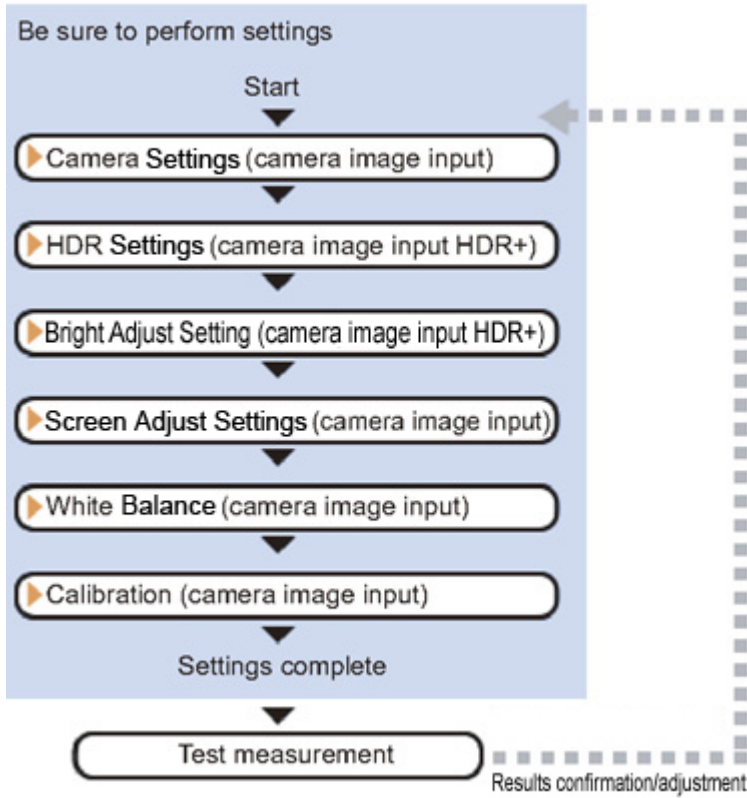 Be sure to perform settings
Start
Camera Settings (camera image input)
HDR Settings (camera image input HDR+)
Bright Adjust Setting (camera image input HDR+)
Screen Adjust Settings (camera image input)
White Balance (camera image input)
Calibration (camera image input)
Settings complete
Test measurement
Results confirmation/adjustment